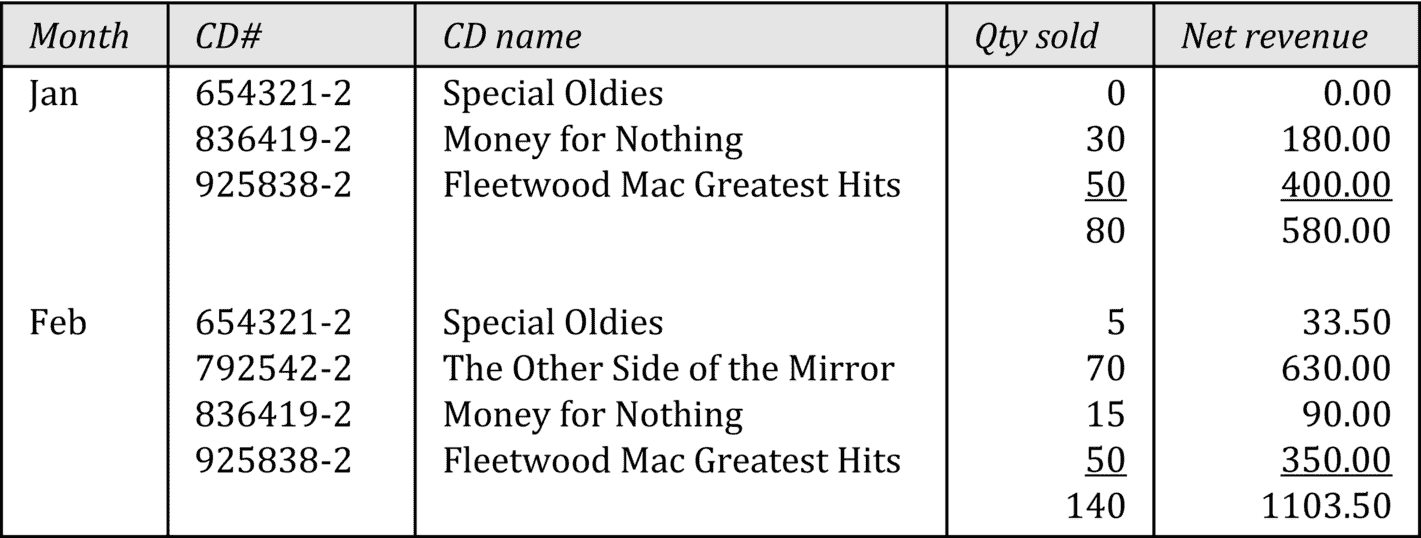 Month CD# CD name Qty sold Net revenue
Jan 654321-2 Special Oldies 0 0.00
836419-2 Money for Nothing 30 180.00
925838-2 Fleetwood Mac Greatest Hits 50 400.00
80 580.00
Feb 654321-2 Special Oldies 5 33.50
792542-2 The Other Side of the Mirror 70 630.00
836419-2 Money for Nothing 15 90.00
925838-2 Fleetwood Mac Greatest Hits 50 350.00
140 1103.50